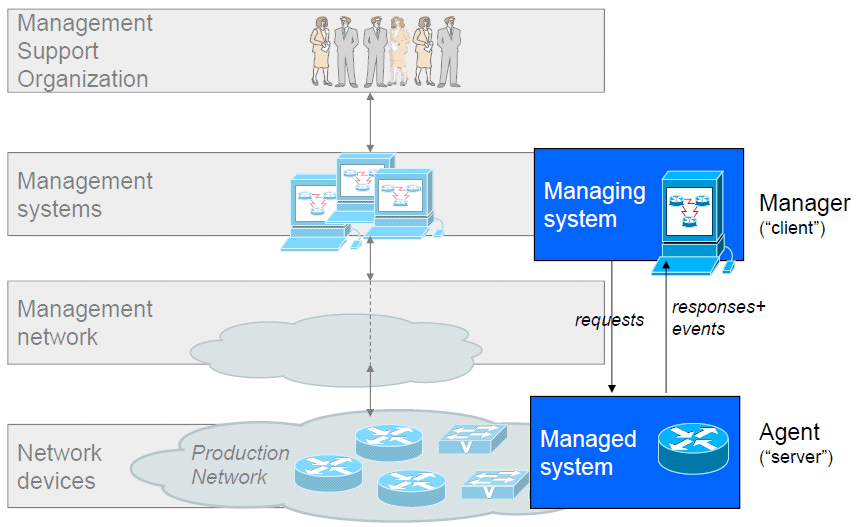 Management
Support
Organization
Management
systems
Managing
system
Manager
("client")
Management
network
requests
responses+
events
Network
devices
Production
Network
V
V
Managed
system
Agent
("server")